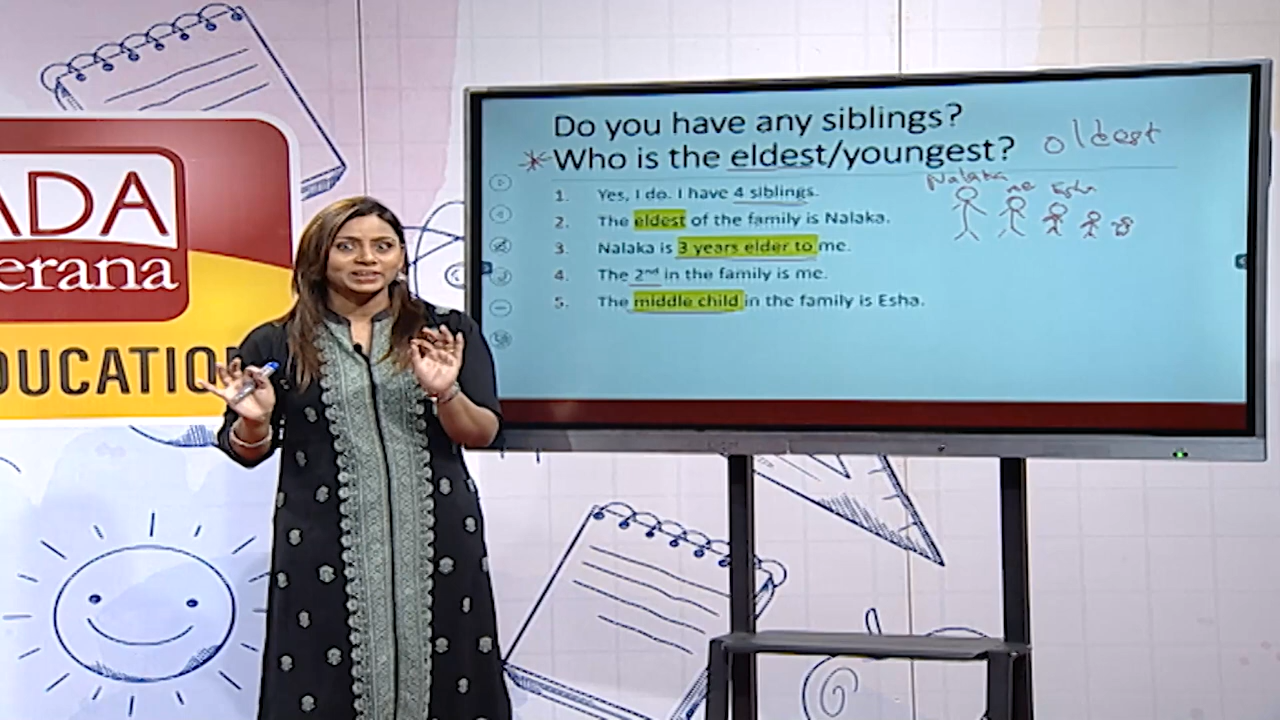 ADA
erana
DUCATION
Do you have any siblings?
Who is the eldest/youngest?
oldest
Nalaka me Esha
1. Yes, I do. I have 4 siblings.
2. The eldest of the family is Nalaka.
3. Nalaka is 3 years elder to me.
4. The 2nd in the family is me.
5. The middle child in the family is Esha.